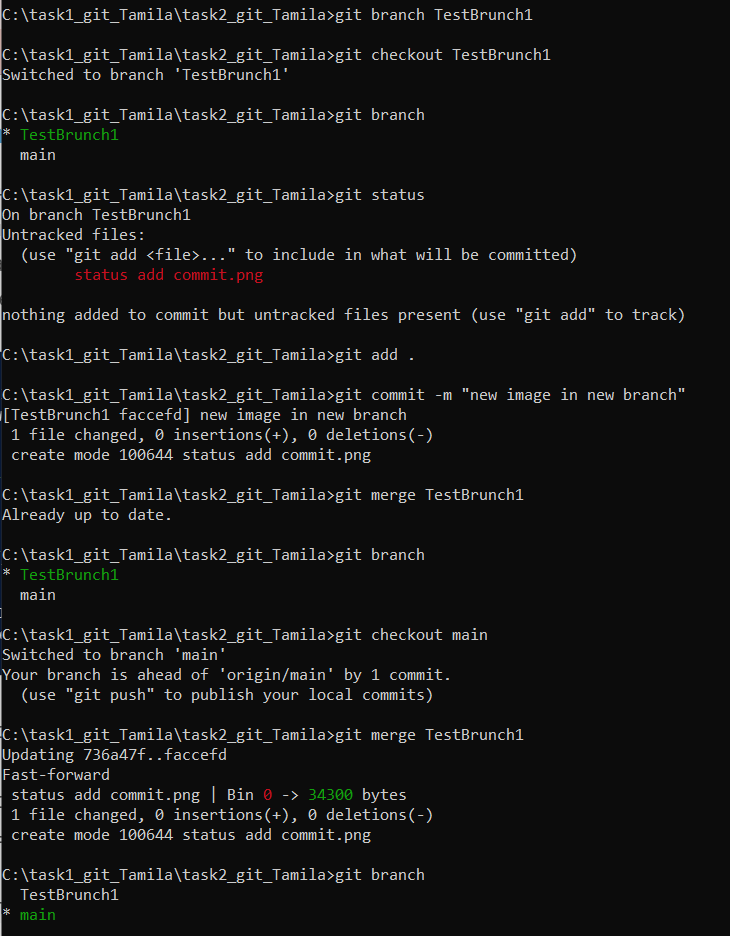 C:\task1_git_Tamila\task2_git_Tamila>git branch TestBrunch1
C:\task1_git_Tamila\task2_git_Tamila>git checkout TestBrunch1
Switched to branch 'TestBrunch1'
C:\task1_git_Tamila\task2_git_Tamila>git branch
* TestBrunch1
  main
C:\task1_git_Tamila\task2_git_Tamila>git status
On branch TestBrunch1
Untracked files:
  (use "git add <file>..." to include in what will be committed)
        status add commit.png
nothing added to commit but untracked files present (use "git add" to track)
C:\task1_git_Tamila\task2_git_Tamila>git add .
C:\task1_git_Tamila\task2_git_Tamila>git commit -m "new image in new branch"
[TestBrunch1 faccefd] new image in new branch
 1 file changed, 0 insertions(+), 0 deletions(-)
 create mode 100644 status add commit.png
C:\task1_git_Tamila\task2_git_Tamila>git merge TestBrunch1
Already up to date.
C:\task1_git_Tamila\task2_git_Tamila>git branch
* TestBrunch1
  main
C:\task1_git_Tamila\task2_git_Tamila>git checkout main
Switched to branch 'main'
Your branch is ahead of 'origin/main' by 1 commit.
  (use "git push" to publish your local commits)
C:\task1_git_Tamila\task2_git_Tamila>git merge TestBrunch1
Updating 736a47f..faccefd
Fast-forward
 status add commit.png | Bin 0 -> 34300 bytes
 1 file changed, 0 insertions(+), 0 deletions(-)
 create mode 100644 status add commit.png
C:\task1_git_Tamila\task2_git_Tamila>git branch
  TestBrunch1
* main